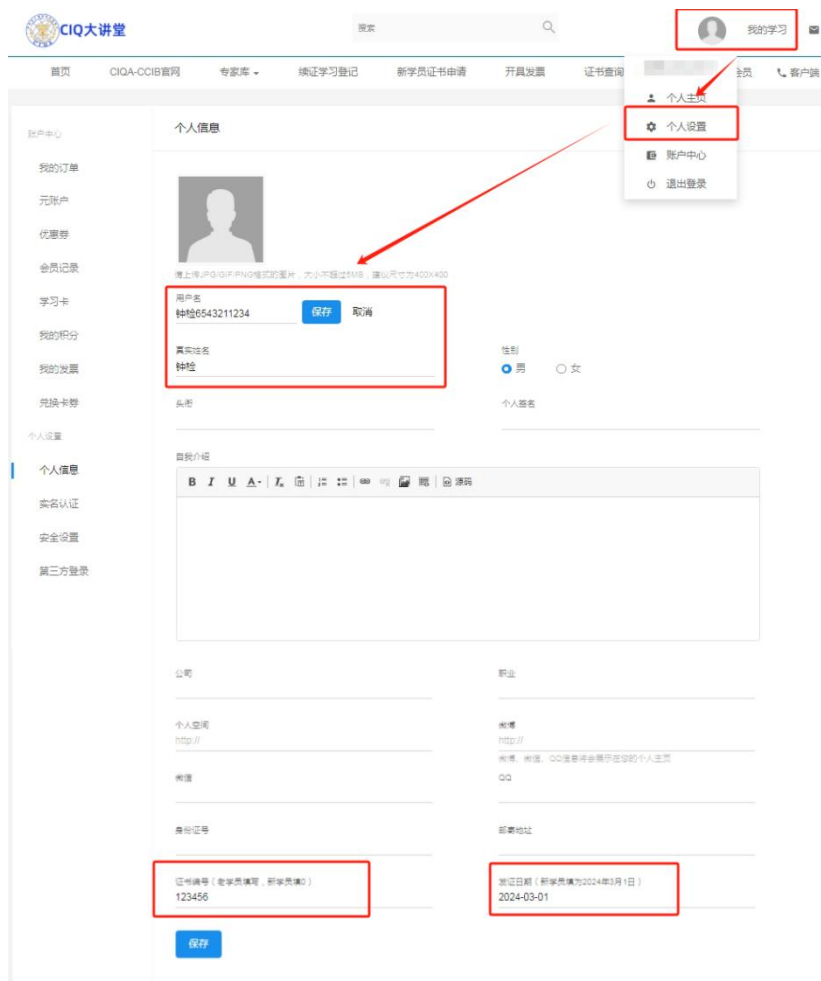 CIQ大讲堂
搜索
我的学习
首页 CIQA-CCIB官网 专家库 续证学习登记 新学员证书申请 开具发票 证书查询 会员 客户端
个人主页
个人设置
账户中心
退出登录
账户中心
我的订单
元账户
优惠券
会员记录
学习卡
我的积分
我的发票
兑换卡券
个人设置
个人信息
实名认证
安全设置
第三方登录
个人信息
请上传JPG/GIF/PNG格式的图片，大小不超过5MB，建议尺寸为400X400
用户名
钟检6543211234 保存 取消
真实姓名 性别
钟检 男 女
头衔 个人签名
自我介绍
B I U A 源码
公司 职业
个人空间 微博
http:// http://
微博、微信、QQ信息将会展示在您的个人主页
微信 QQ
身份证号 邮寄地址
证书编号（老学员填写，新学员填0） 发证日期（新学员填为2024年3月1日）
123456 2024-03-01
保存